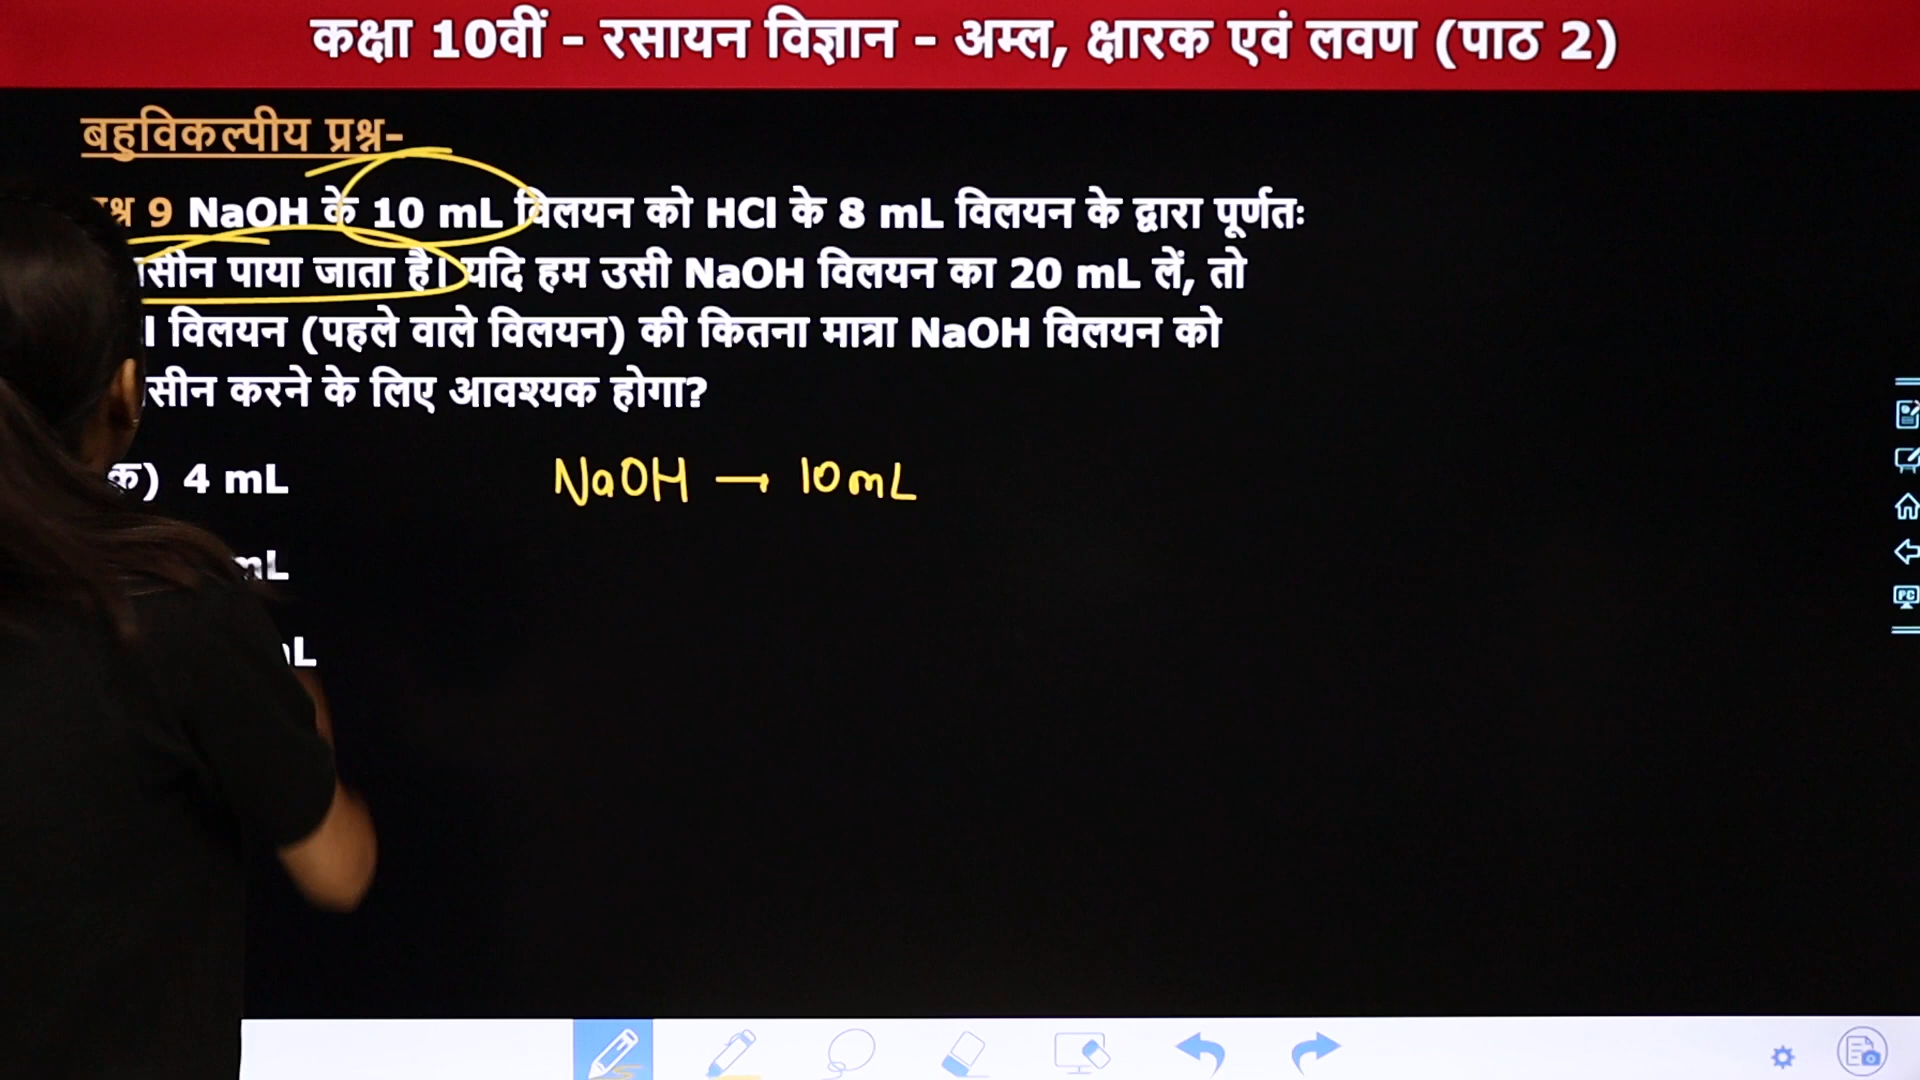 कक्षा 10वीं - रसायन विज्ञान - अम्ल, क्षारक एवं लवण (पाठ 2)
बहुविकल्पीय प्रश्न-
9 NaOH के 10 mL विलयन को HCl के 8 mL विलयन के द्वारा पूर्णतः
पाया जाता है। यदि हम उसी NaOH विलयन का 20 mL लें, तो
विलयन (पहले वाले विलयन) की कितना मात्रा NaOH विलयन को
करने के लिए आवश्यक होगा?
क) 4 mL
NaOH → 10 mL
mL
PC